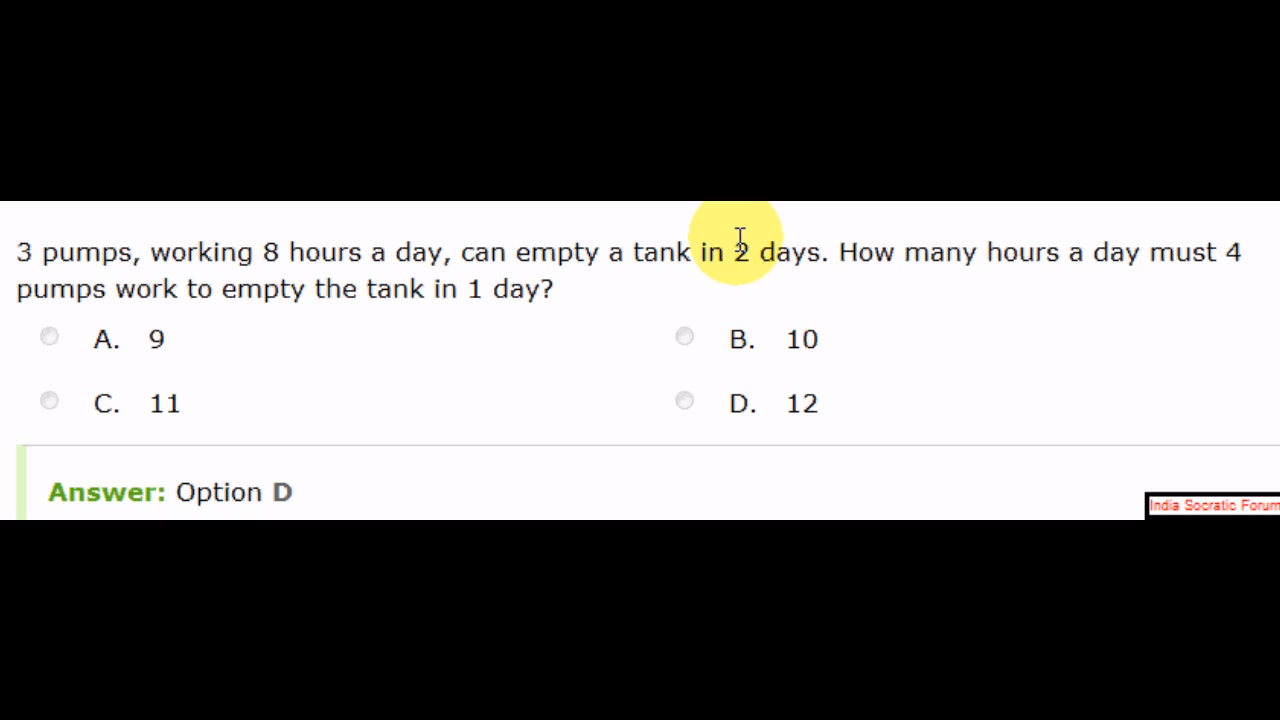 3 pumps, working 8 hours a day, can empty a tank in 2 days. How many hours a day must 4
pumps work to empty the tank in 1 day?
A. 9 B. 10
C. 11 D. 12
Answer: Option D
India Socratic Forum